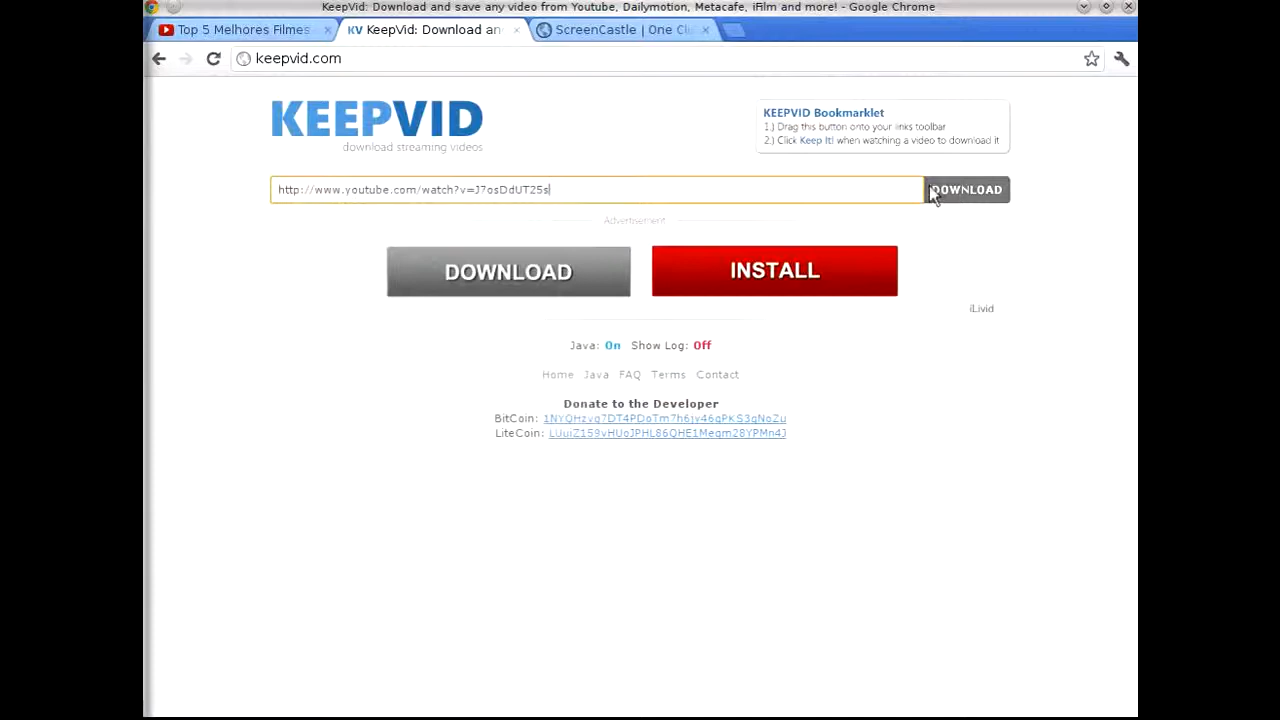 KeepVid: Download and save any video from Youtube, Dailymotion, Metacafe, iFilm and more! - Google Chrome
Top 5 Melhores Filmes
KV KeepVid: Download an
ScreenCastle | One Cli
keepvid.com
KEEPVID
download streaming videos
KEEPVID Bookmarklet
1.) Drag this button onto your links toolbar
2.) Click Keep It! when watching a video to download it
http://www.youtube.com/watch?v=J7osDdUT25s
DOWNLOAD
Advertisement
DOWNLOAD
INSTALL
iLivid
Java: On Show Log: Off
Home Java FAQ Terms Contact
Donate to the Developer
BitCoin:
LiteCoin: